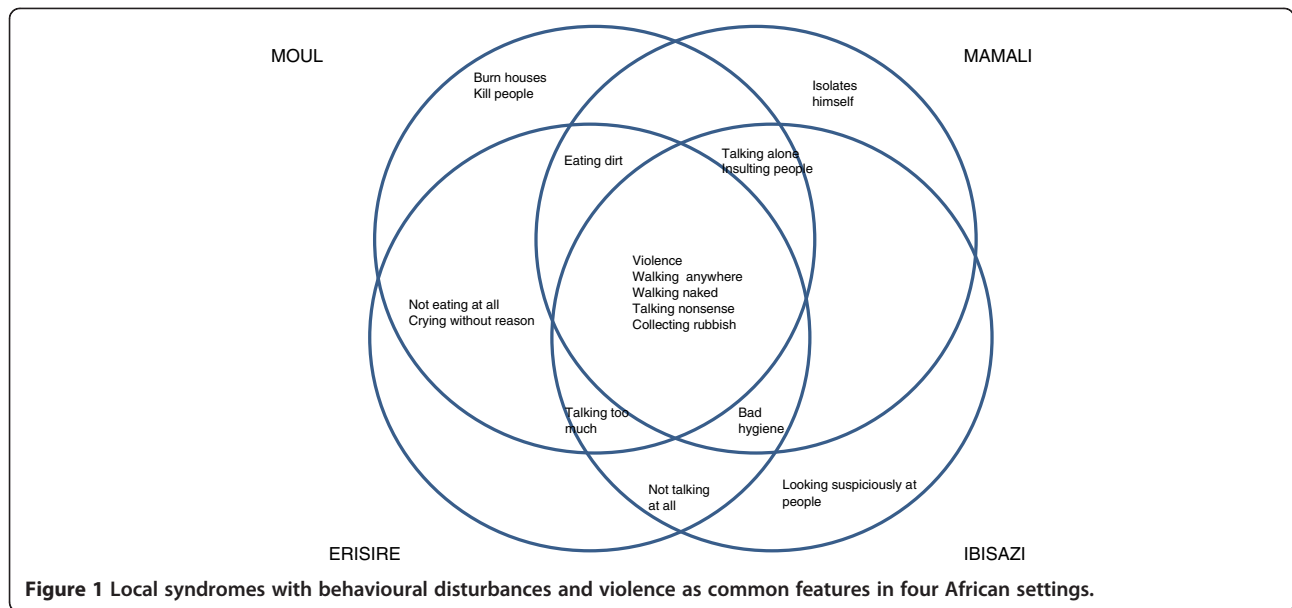 MOUL
MAMALI
Burn houses
Kill people
Isolates
himself
Eating dirt
Talking alone
Insulting people
Violence
Walking anywhere
Walking naked
Talking nonsense
Collecting rubbish
Not eating at all
Crying without reason
Talking too
much
Bad
hygiene
Not talking
at all
Looking suspiciously at
people
ERISIRE
IBISAZI
Figure 1 Local syndromes with behavioural disturbances and violence as common features in four African settings.